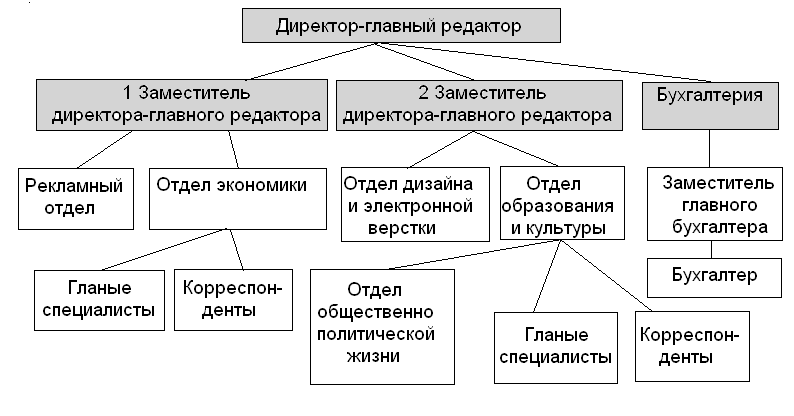 Директор-главный редактор
1 Заместитель
директора-главного редактора
2 Заместитель
директора-главного редактора
Бухгалтерия
Рекламный
отдел
Отдел экономики
Отдел дизайна
и электронной
верстки
Отдел
образования
и культуры
Заместитель
главного
бухгалтера
Бухгалтер
Гланые
специалисты
Корреспон-
денты
Отдел
общественно
политической
жизни
Гланые
специалисты
Корреспон-
денты